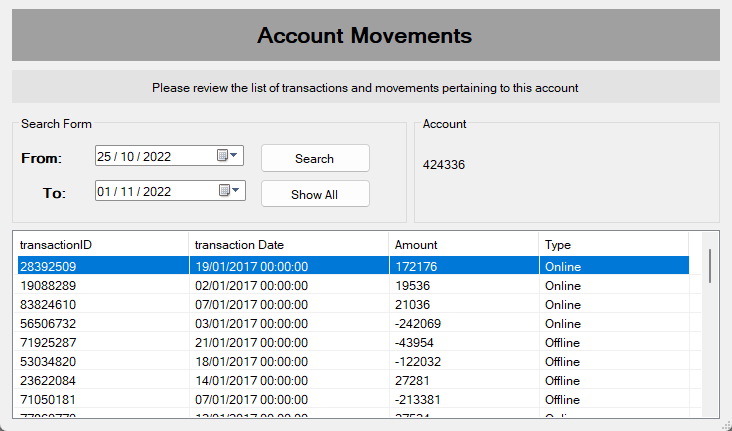 Account Movements
Please review the list of transactions and movements pertaining to this account
Search Form
From: 25 / 10 / 2022 Search
To: 01 / 11 / 2022 Show All
Account
424336
transactionID transaction Date Amount Type
28392509 19/01/2017 00:00:00 172176 Online
19088289 02/01/2017 00:00:00 19536 Online
83824610 07/01/2017 00:00:00 21036 Online
56506732 03/01/2017 00:00:00 -242069 Online
71925287 21/01/2017 00:00:00 -43954 Offline
53034820 18/01/2017 00:00:00 -122032 Offline
23622084 14/01/2017 00:00:00 27281 Offline
71050181 07/01/2017 00:00:00 -213381 Offline